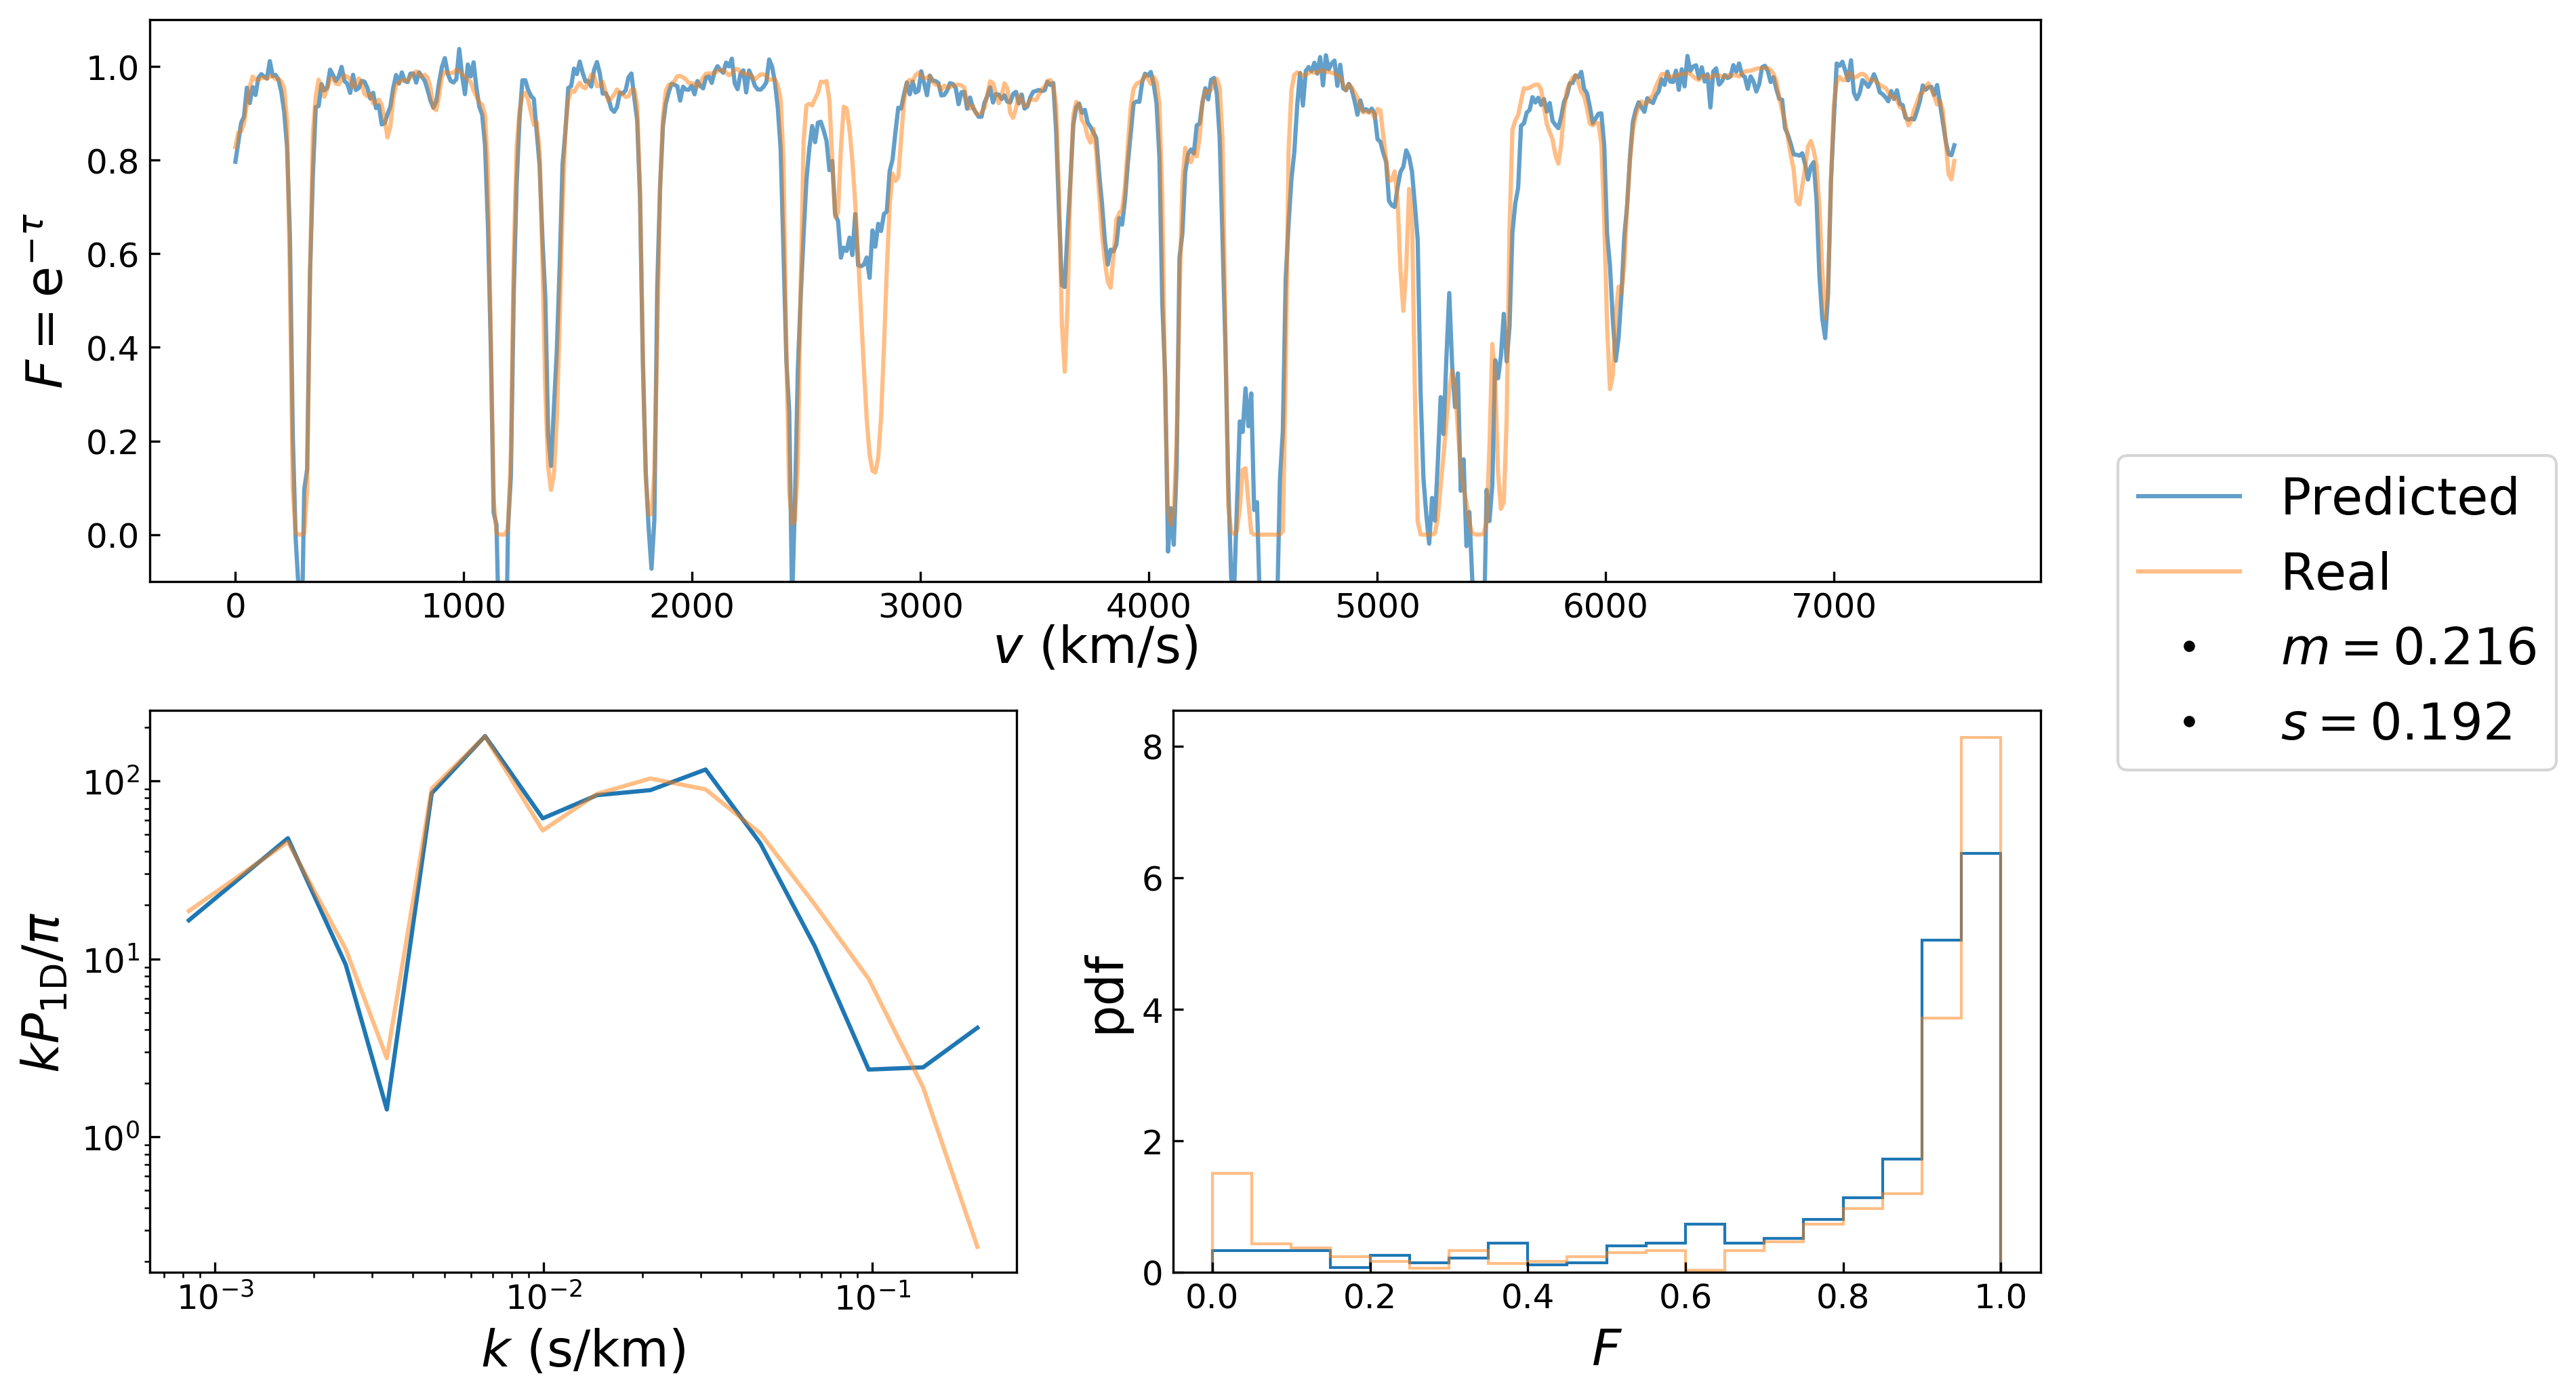 1.0
0.8
0.6
0.4
0.2
0.0
F = e^{-τ}
0 1000 2000 3000 4000 5000 6000 7000
v (km/s)
Predicted
Real
m = 0.216
s = 0.192
10^2
10^1
10^0
kP_{1D}/π
10^{-3} 10^{-2} 10^{-1}
k (s/km)
8
6
4
2
0
pdf
0.0 0.2 0.4 0.6 0.8 1.0
F